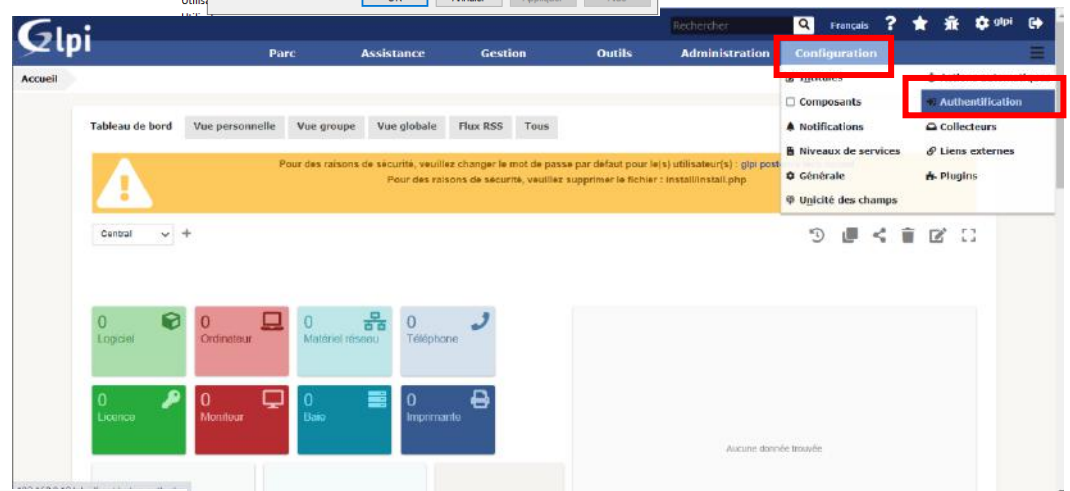 Glpi
Rechercher Français ? glpi
Parc Assistance Gestion Outils Administration Configuration
Accueil
Composants Authentification
Notifications Collecteurs
Niveaux de services Liens externes
Générale Plugins
Unicité des champs
Tableau de bord Vue personnelle Vue groupe Vue globale Flux RSS Tous
Pour des raisons de sécurité, veuillez changer le mot de passe par défaut pour le(s) utilisateur(s) : glpi
Pour des raisons de sécurité, veuillez supprimer le fichier : install/install.php
Central +
0 0 0 0
Logiciel Ordinateur Matériel réseau Téléphone
0 0 0 0
Licence Moniteur Baie Imprimante
Aucune donnée trouvée